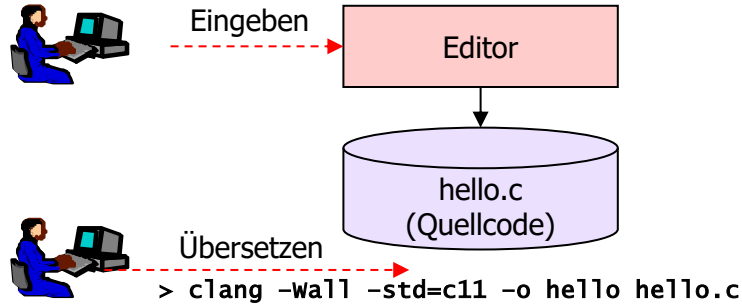 Eingeben
Editor
hello.c
(Quellcode)
Übersetzen
> clang –Wall –std=c11 –o hello hello.c